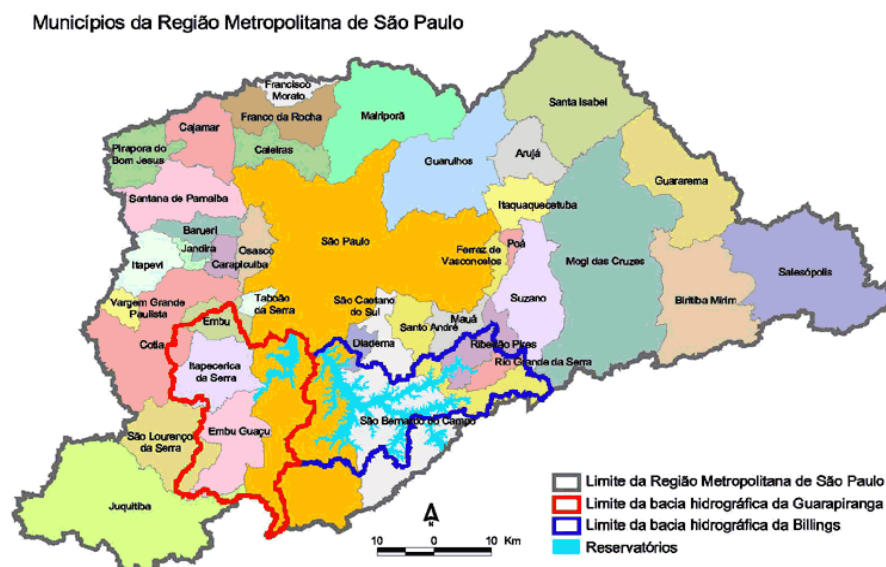 Municípios da Região Metropolitana de São Paulo
Francisco
Morato
Cajamar
Franco da Rocha
Mairiporã
Santa Isabel
Pirapora do
Bom Jesus
Caieiras
Guarulhos
Arujá
Guararema
Santana de Parnaíba
Itaquaquecetuba
Barueri
Jandira
Osasco
Carapicuíba
Itapevi
São Paulo
Ferraz de
Vasconcelos
Poá
Mogi das Cruzes
Salesópolis
Suzano
Biritiba Mirim
Vargem Grande
Paulista
Taboão
da Serra
Embu
São Caetano
do Sul
Mauá
Santo André
Diadema
Cotia
Ribeirão Pires
Rio Grande da Serra
Itapecerica
da Serra
São Bernardo do Campo
São Lourenço
da Serra
Embu Guaçu
Juquitiba
N
10 0 10 Km
Limite da Região Metropolitana de São Paulo
Limite da bacia hidrográfica da Guarapiranga
Limite da bacia hidrográfica da Billings
Reservatórios